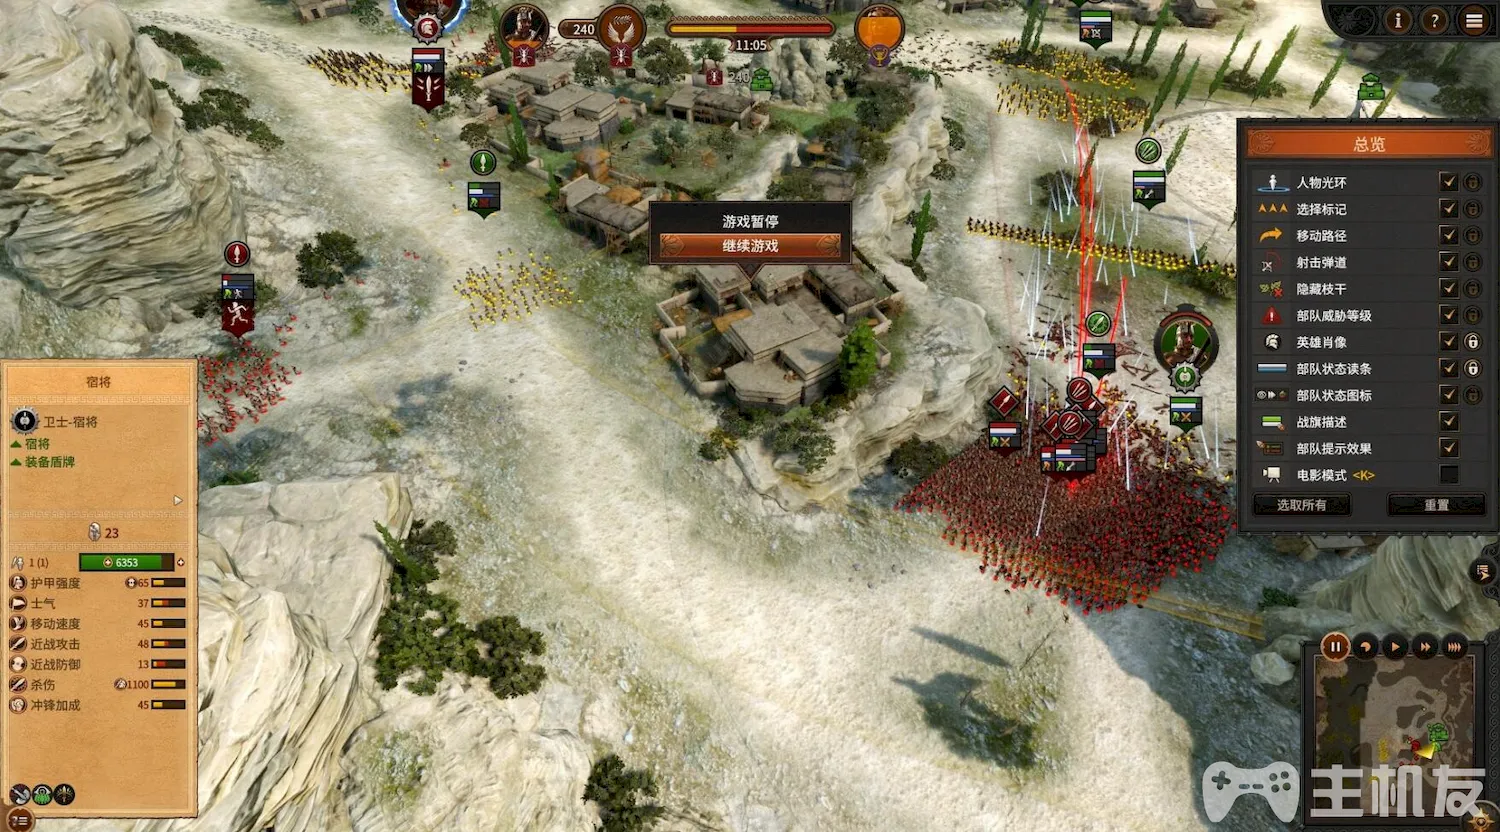 240
11:05
240
总览
人物光环
选择标记
移动路径
射击弹道
隐藏枝干
部队威胁等级
英雄肖像
部队状态读条
部队状态图标
战旗描述
部队提示效果
电影模式 <K>
选取所有
重置
游戏暂停
继续游戏
宿将
卫士-宿将
宿将
装备盾牌
23
1 (1) 6353
护甲强度 65
士气 37
移动速度 45
近战攻击 48
近战防御 13
杀伤 1100
冲锋加成 45
主机友